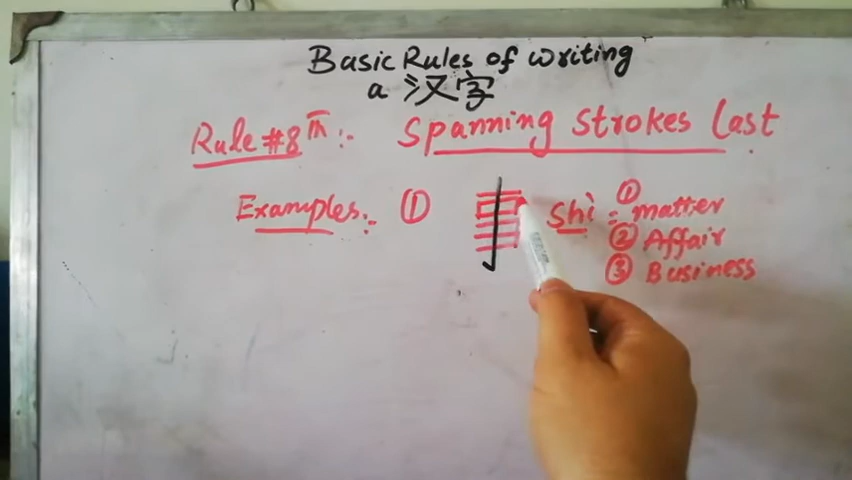 Basic Rules of writing
a 汉字
Rule #8th:- Spanning Strokes Last
Examples:- ① 事 Shì = ① matter
② Affair
③ Business